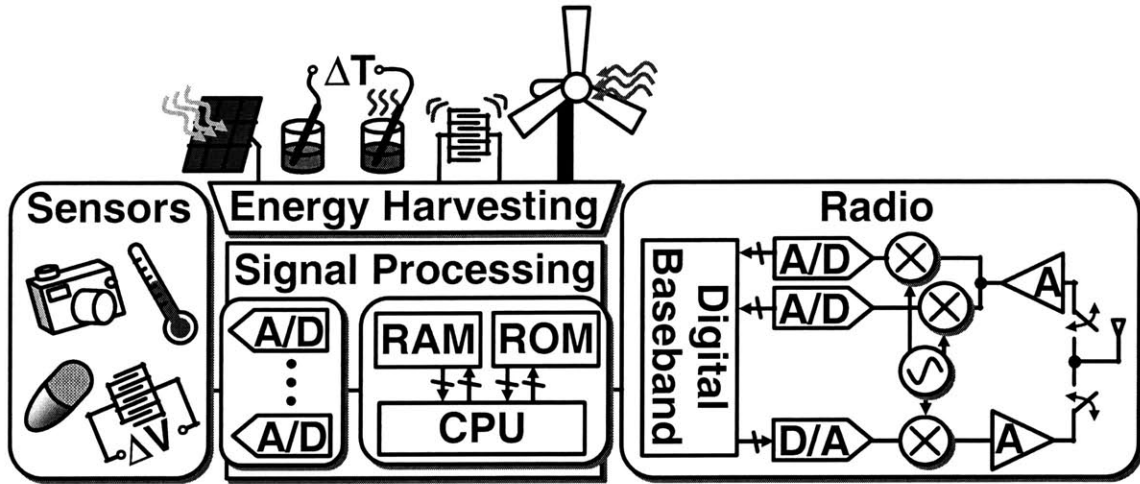 ΔT
Sensors
Energy Harvesting
Radio
Signal Processing
A/D
A/D
RAM
ROM
CPU
ΔV
Digital
Baseband
A/D
A/D
D/A
A
A